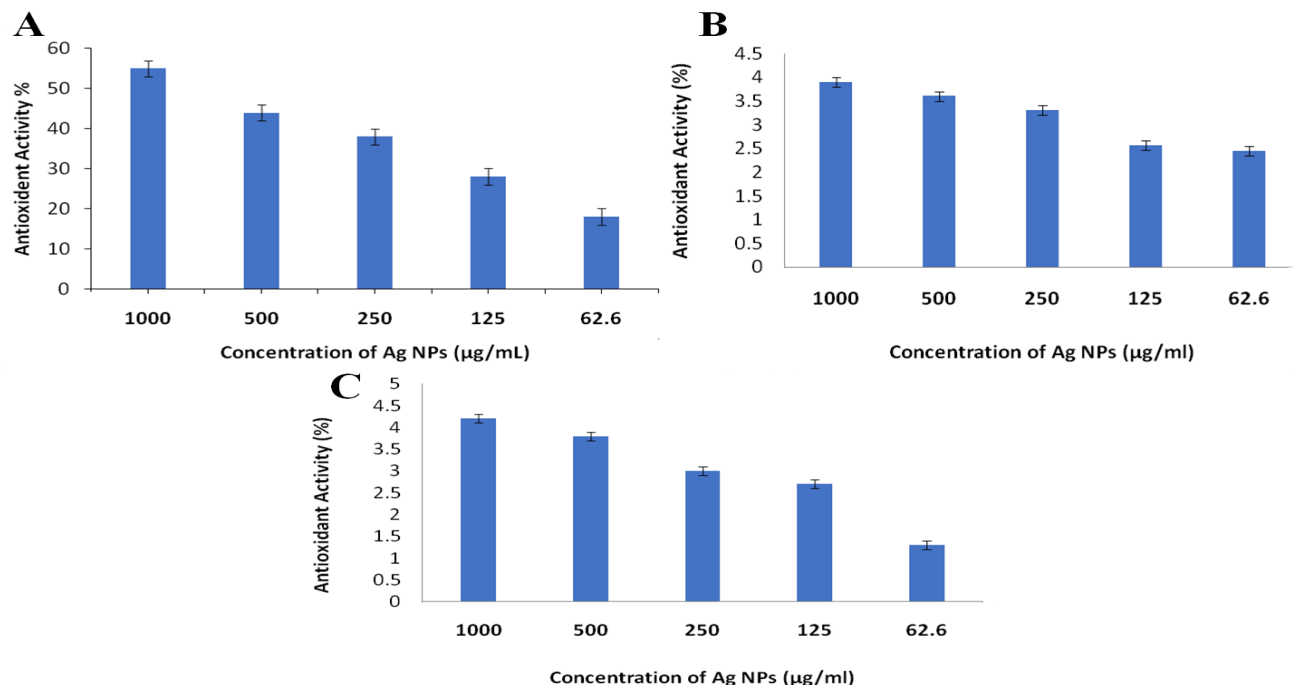 A
Antioxident Activity %
60
50
40
30
20
10
0
1000 500 250 125 62.6
Concentration of Ag NPs (µg/mL)
B
Antioxidant Activity (%)
4.5
4
3.5
3
2.5
2
1.5
1
0.5
0
1000 500 250 125 62.6
Concentration of Ag NPs (µg/ml)
C
Antioxidant Activity (%)
5
4.5
4
3.5
3
2.5
2
1.5
1
0.5
0
1000 500 250 125 62.6
Concentration of Ag NPs (µg/ml)